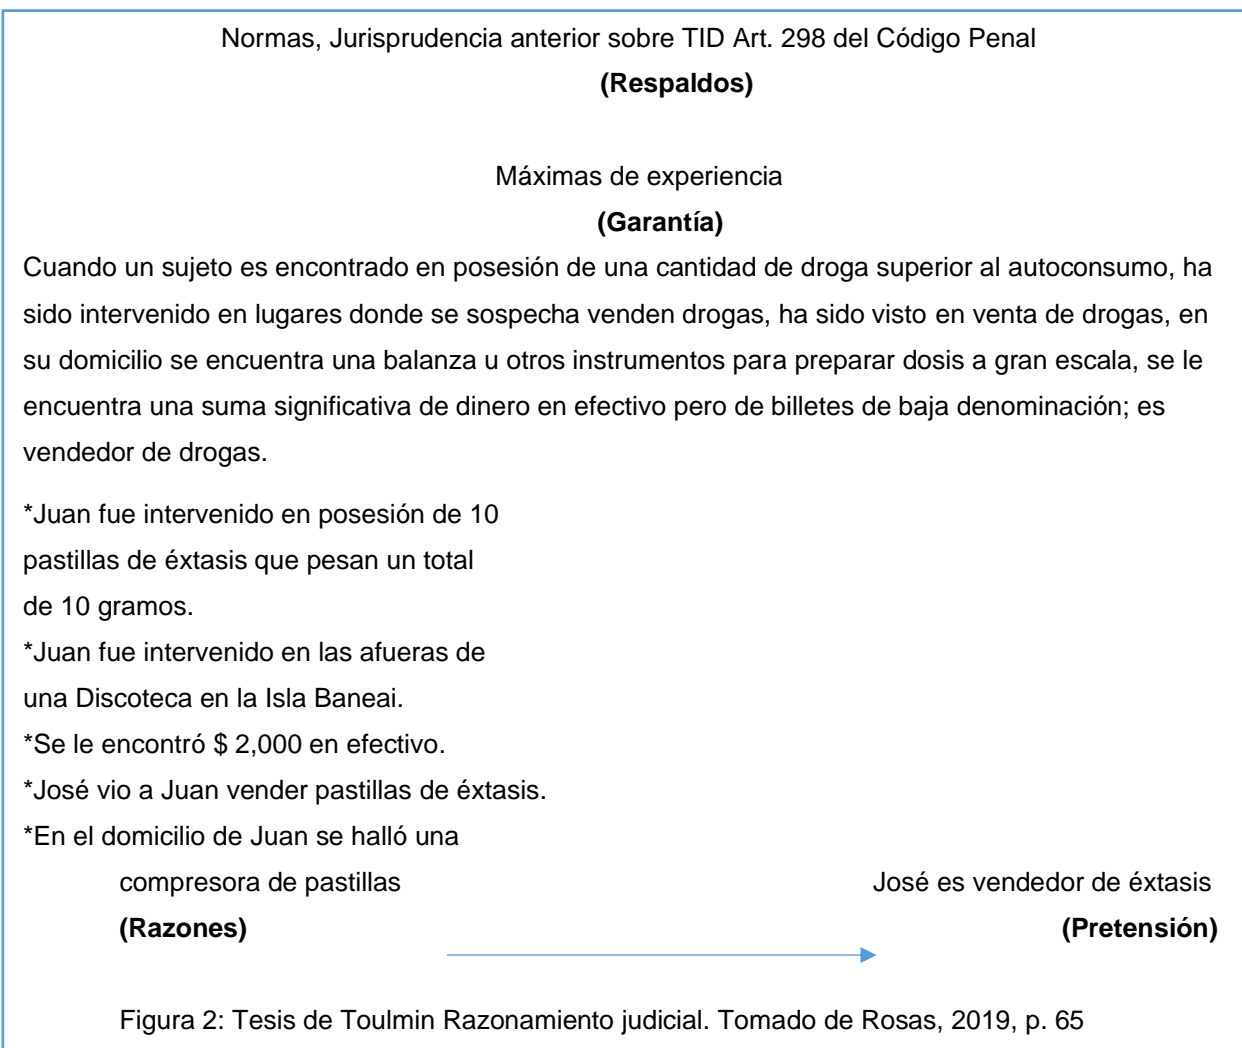 Normas, Jurisprudencia anterior sobre TID Art. 298 del Código Penal
(Respaldos)
Máximas de experiencia
(Garantía)
Cuando un sujeto es encontrado en posesión de una cantidad de droga superior al autoconsumo, ha
sido intervenido en lugares donde se sospecha venden drogas, ha sido visto en venta de drogas, en
su domicilio se encuentra una balanza u otros instrumentos para preparar dosis a gran escala, se le
encuentra una suma significativa de dinero en efectivo pero de billetes de baja denominación; es
vendedor de drogas.
*Juan fue intervenido en posesión de 10
pastillas de éxtasis que pesan un total
de 10 gramos.
*Juan fue intervenido en las afueras de
una Discoteca en la Isla Baneai.
*Se le encontró $ 2,000 en efectivo.
*José vio a Juan vender pastillas de éxtasis.
*En el domicilio de Juan se halló una
compresora de pastillas
José es vendedor de éxtasis
(Razones)
(Pretensión)
Figura 2: Tesis de Toulmin Razonamiento judicial. Tomado de Rosas, 2019, p. 65